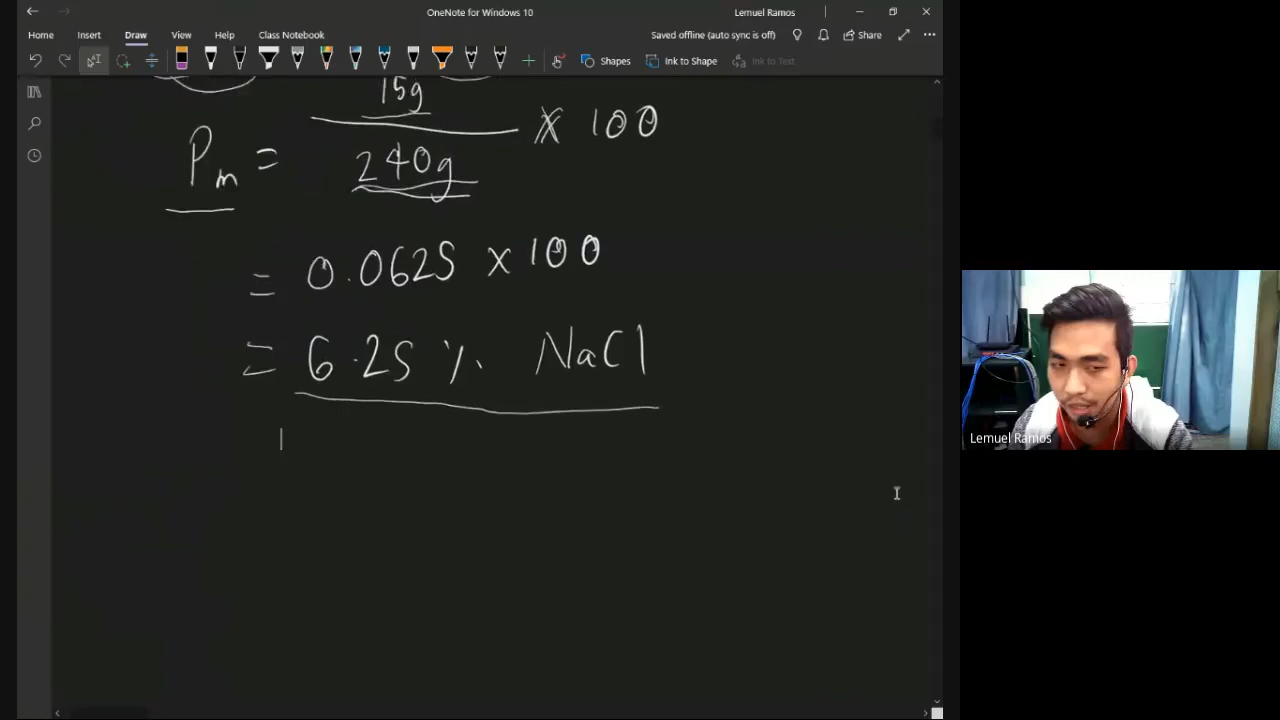 OneNote for Windows 10
Lemuel Ramos
Home Insert Draw View Help Class Notebook
Saved offline (auto sync is off)
Share
Shapes
Ink to Shape
Ink to Text
15g
Pm = 240g x 100
= 0.0625 x 100
= 6.25 % NaCl
Lemuel Ramos